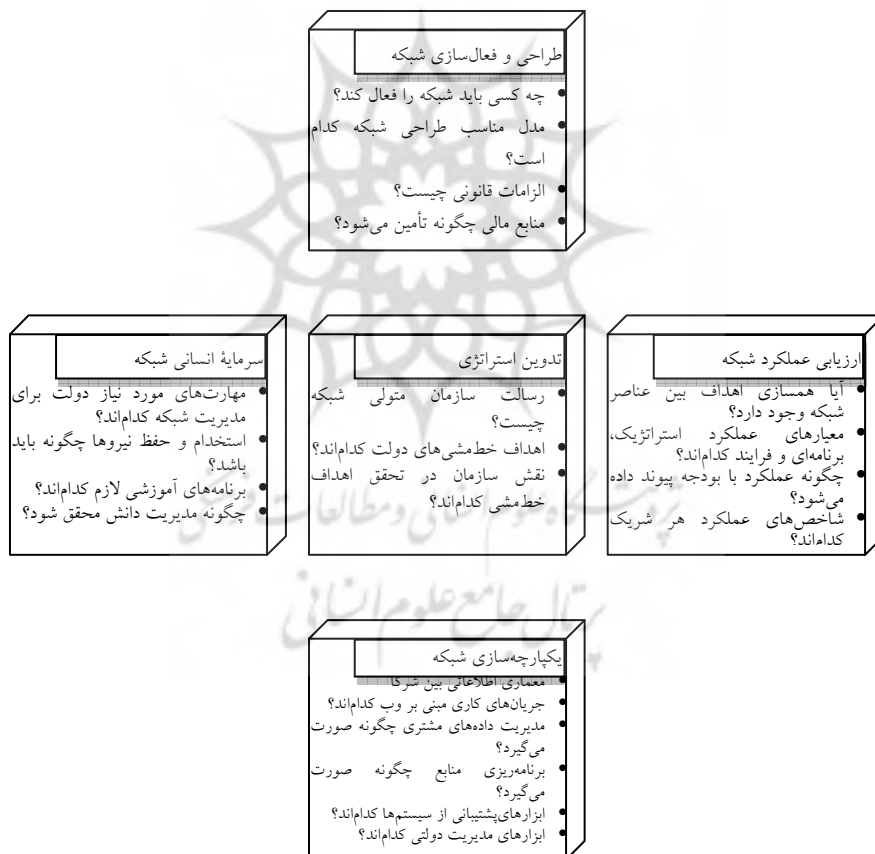 طراحی و فعال‌سازی شبکه
چه کسی باید شبکه را فعال کند؟
مدل مناسب طراحی شبکه کدام
است؟
الزامات قانونی چیست؟
منابع مالی چگونه تأمین می‌شود؟
ارزیابی عملکرد شبکه
آیا همسازی اهداف بین عناصر
شبکه وجود دارد؟
معیارهای عملکرد استراتژیک،
برنامه‌ای و فرایند کدام‌اند؟
چگونه عملکرد با بودجه پیوند داده
می‌شود؟
شاخص‌های عملکرد هر شریک
کدام‌اند؟
تدوین استراتژی
رسالت سازمان متولی شبکه
چیست؟
اهداف خط‌مشی‌های دولت کدام‌اند؟
نقش سازمان در تحقق اهداف
خط‌مشی کدام‌اند؟
سرمایهٔ انسانی شبکه
مهارت‌های مورد نیاز دولت برای
مدیریت شبکه کدام‌اند؟
استخدام و حفظ نیروها چگونه باید
باشد؟
برنامه‌های آموزشی لازم کدام‌اند؟
چگونه مدیریت دانش محقق شود؟
پرتال جامع علوم انسانی
یکپارچه‌سازی شبکه
معماری اطلاعاتی بین شرکا
جریان‌های کاری مبنی بر وب کدام‌اند؟
مدیریت داده‌های مشتری چگونه صورت
می‌گیرد؟
برنامه‌ریزی منابع چگونه صورت
می‌گیرد؟
ابزارهای‌پشتیبانی از سیستم‌ها کدام‌اند؟
ابزارهای مدیریت دولتی کدام‌اند؟